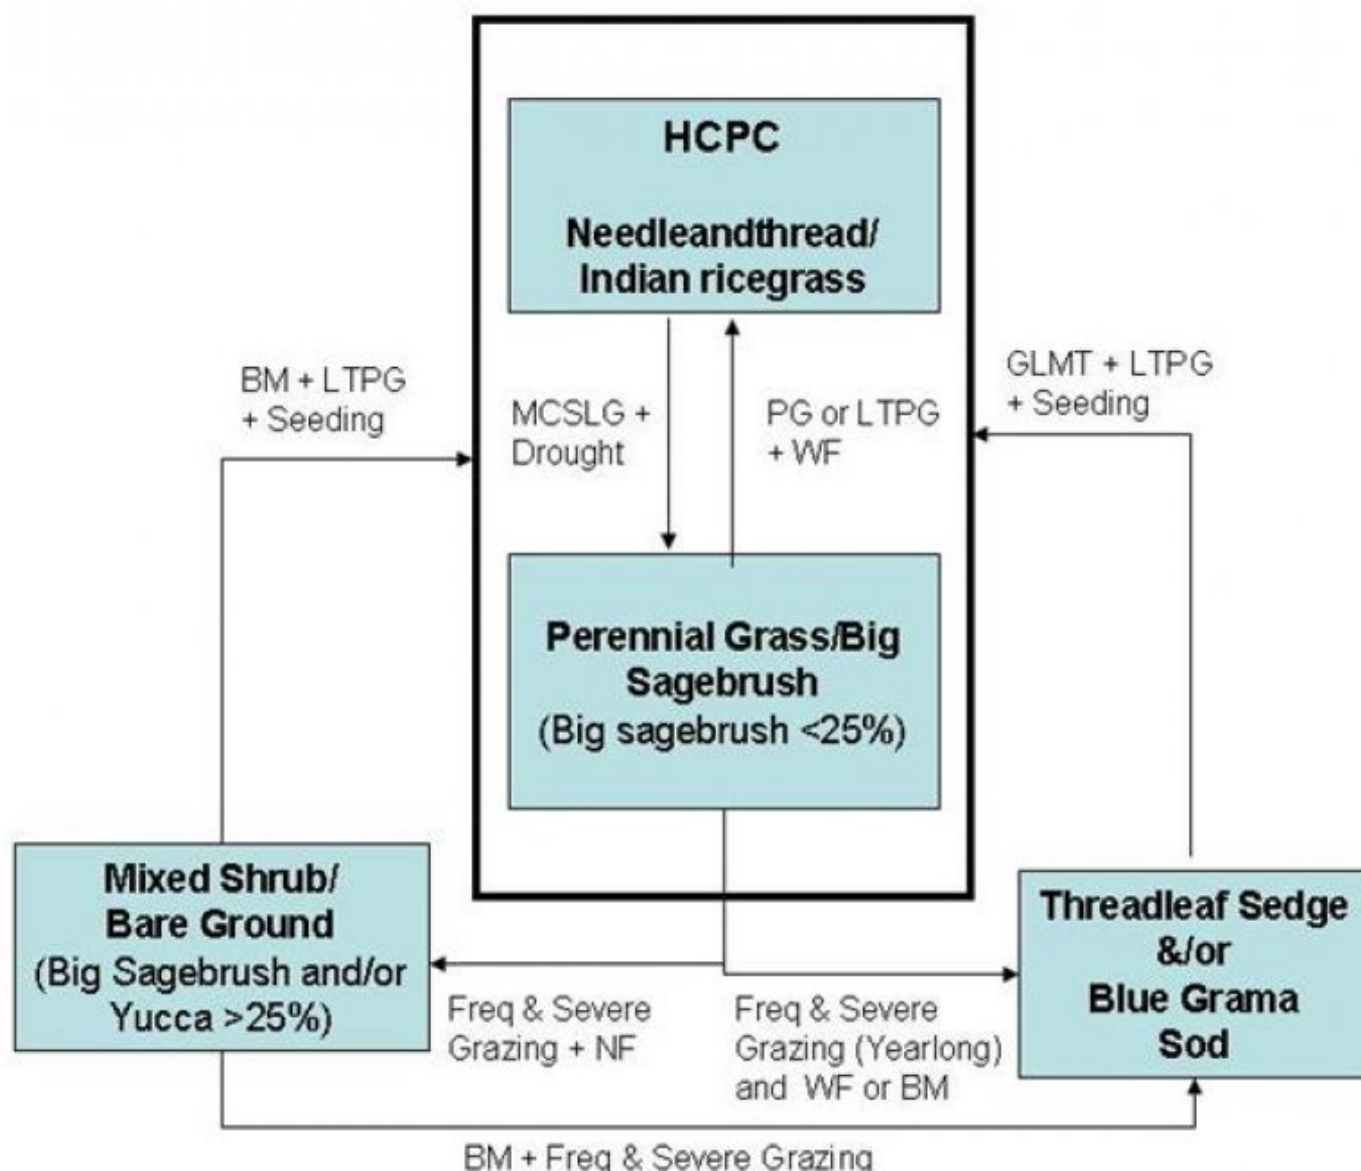 HCPC
Needleandthread/
Indian ricegrass
BM + LTPG
+ Seeding
MCSLG +
Drought
PG or LTPG
+ WF
GLMT + LTPG
+ Seeding
Perennial Grass/Big
Sagebrush
(Big sagebrush <25%)
Mixed Shrub/
Bare Ground
(Big Sagebrush and/or
Yucca >25%)
Threadleaf Sedge
&/or
Blue Grama
Sod
Freq & Severe
Grazing + NF
Freq & Severe
Grazing (Yearlong)
and WF or BM
BM + Freq & Severe Grazing